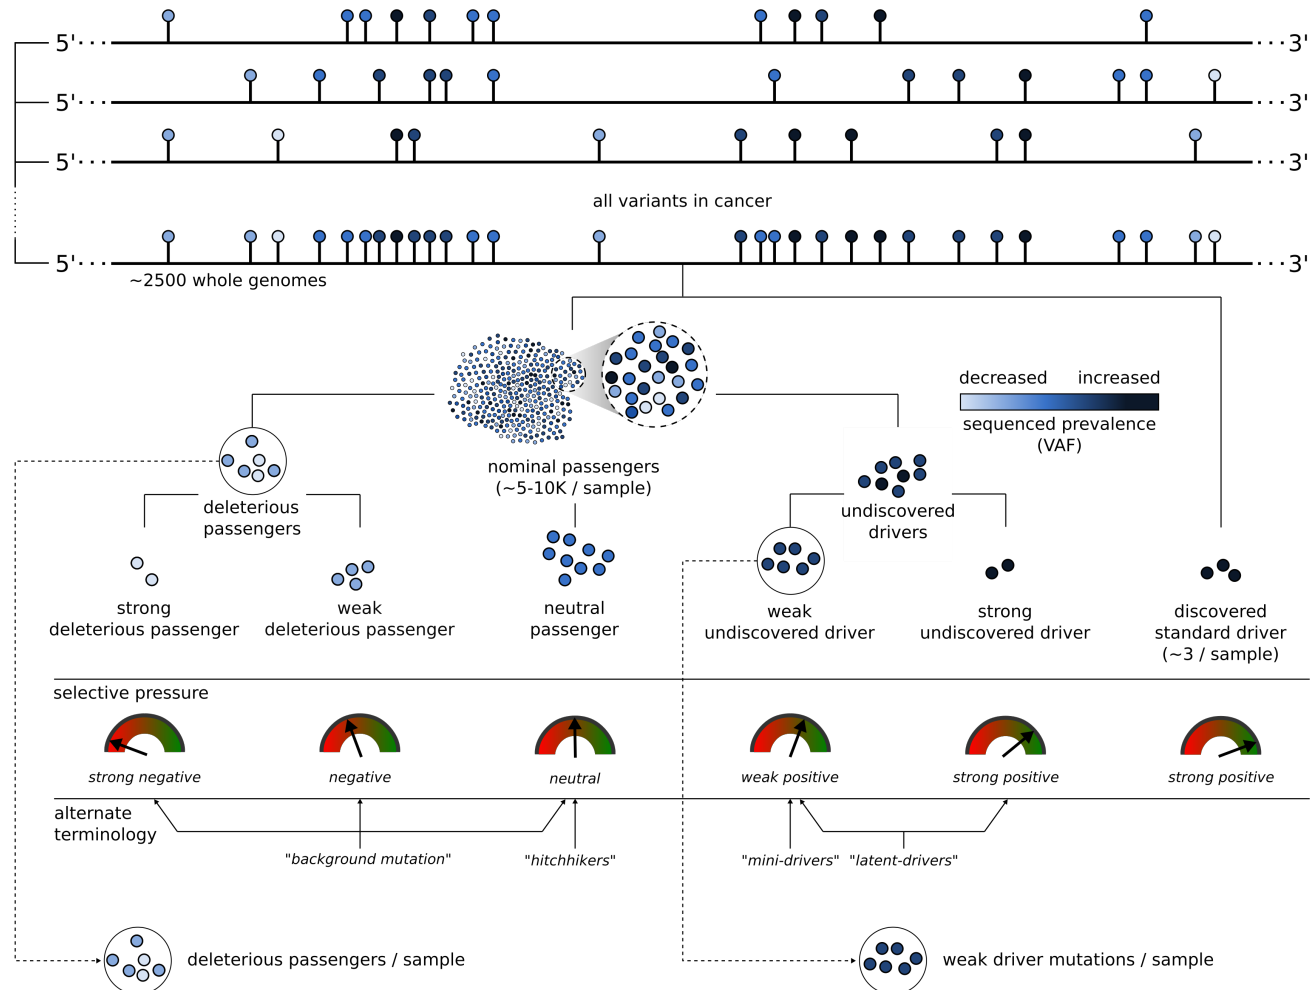 5'··· ···3'
5'··· ···3'
5'··· ···3'
all variants in cancer
5'··· ···3'
~2500 whole genomes
decreased increased
sequenced prevalence
(VAF)
nominal passengers
(~5-10K / sample)
deleterious
passengers
undiscovered
drivers
strong
deleterious passenger
weak
deleterious passenger
neutral
passenger
weak
undiscovered driver
strong
undiscovered driver
discovered
standard driver
(~3 / sample)
selective pressure
strong negative
negative
neutral
weak positive
strong positive
strong positive
alternate
terminology
"background mutation"
"hitchhikers"
"mini-drivers"
"latent-drivers"
deleterious passengers / sample
weak driver mutations / sample